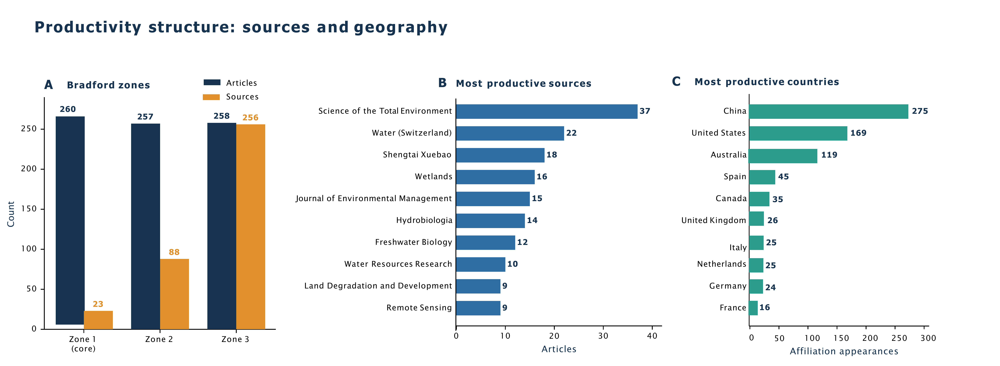 Productivity structure: sources and geography
A Bradford zones
Articles
Sources
Count
250
200
150
100
50
0
260
23
257
88
258
256
Zone 1
(core)
Zone 2
Zone 3
B Most productive sources
Science of the Total Environment 37
Water (Switzerland) 22
Shengtai Xuebao 18
Wetlands 16
Journal of Environmental Management 15
Hydrobiologia 14
Freshwater Biology 12
Water Resources Research 10
Land Degradation and Development 9
Remote Sensing 9
0 10 20 30 40
Articles
C Most productive countries
China 275
United States 169
Australia 119
Spain 45
Canada 35
United Kingdom 26
Italy 25
Netherlands 25
Germany 24
France 16
0 50 100 150 200 250 300
Affiliation appearances